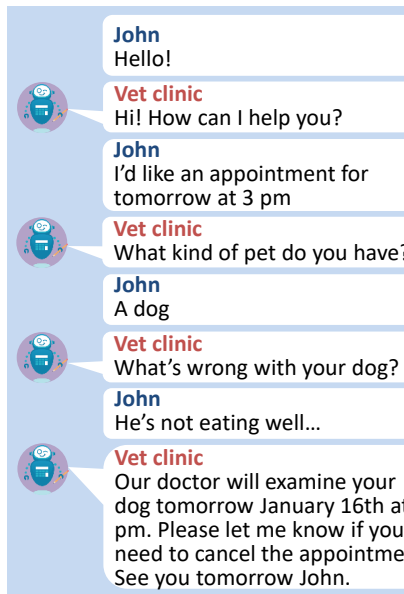 John
Hello!
Vet clinic
Hi! How can I help you?
John
I'd like an appointment for
tomorrow at 3 pm
Vet clinic
What kind of pet do you have?
John
A dog
Vet clinic
What's wrong with your dog?
John
He's not eating well…
Vet clinic
Our doctor will examine your
dog tomorrow January 16th at
pm. Please let me know if you
need to cancel the
See you tomorrow John.